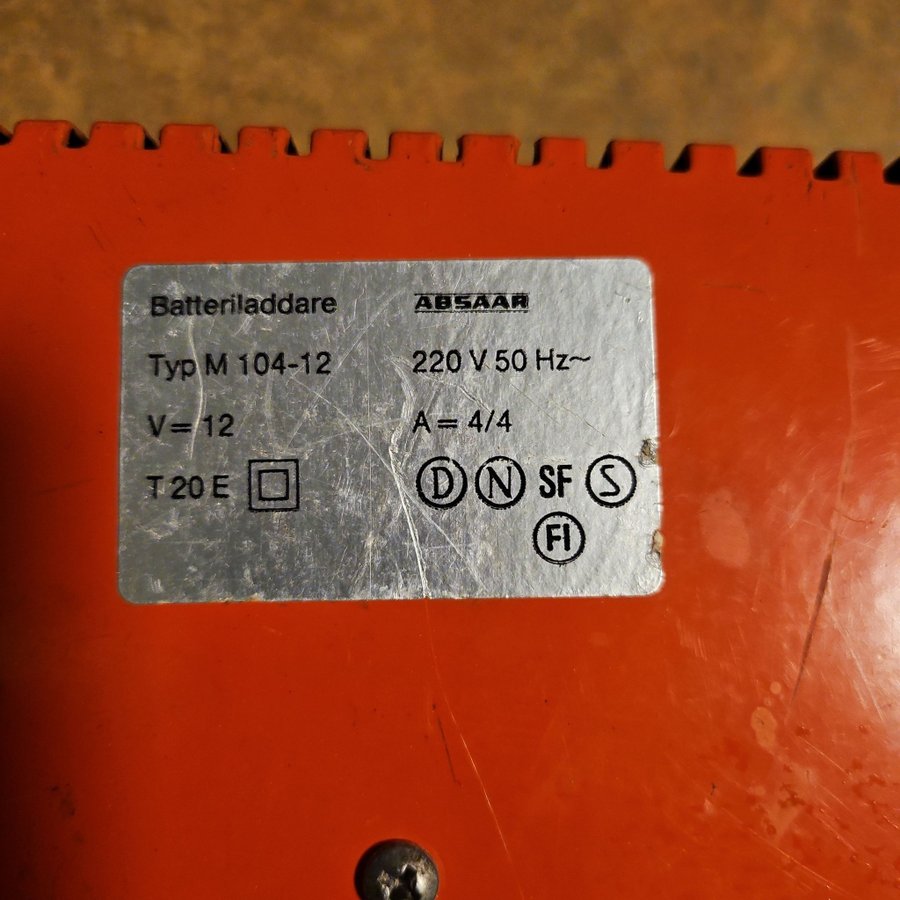 Batteriladdare ABSAAR
Typ M 104-12 220 V 50 Hz~
V= 12 A= 4/4
T 20 E D N SF S
FI